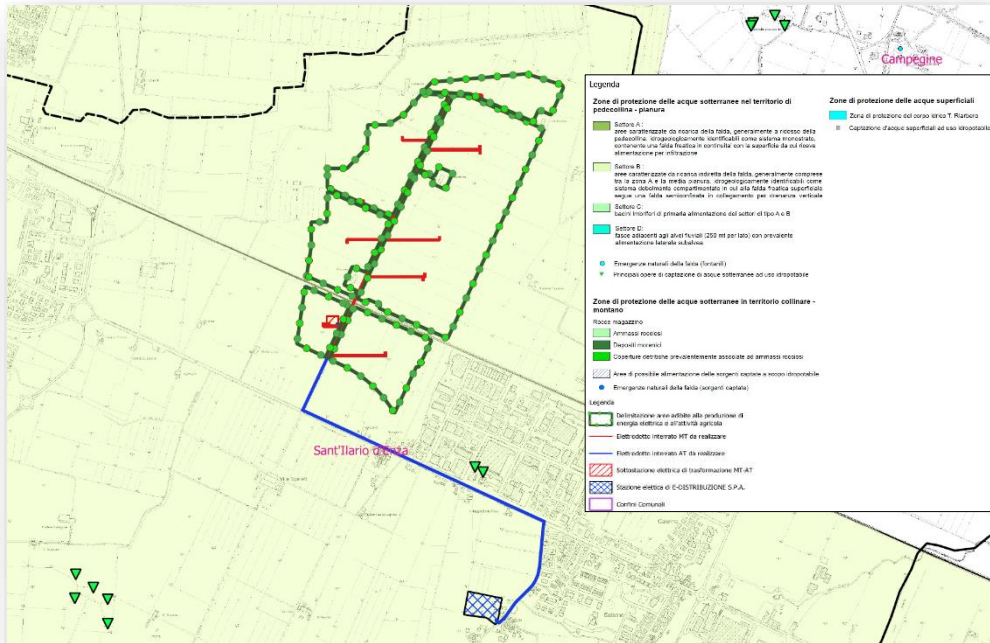 Campegine
Sant'Ilario d'Enza
Legenda
Zone di protezione delle acque sotterranee nel territorio di
pedecollina - pianura
Settore A :
aree caratterizzate da ricarica della falda, generalmente a ridosso della
pedecollina, idrogeologicamente identificabili come sistema monostrato,
contenente una falda freatica in continuita' con la superficie da cui riceve
alimentazione per infiltrazione
Settore B :
aree caratterizzate da ricarica indiretta della falda, generalmente comprese
tra la zona A e la media pianura, idrogeologicamente identificabili come
sistema debolmente compartimentato in cui alla falda freatica superficiale
segue una falda semiconfinata in collegamento per drenanza verticale
Settore C:
bacini imbriferi di primaria alimentazione dei settori di tipo A e B
Settore D:
fasce adiacenti agli alvei fluviali (250 mt per lato) con prevalente
alimentazione laterale subalvea
Emergenze naturali della falda (fontanili)
Principali opere di captazione di acque sotterranee ad uso idropotabile
Zone di protezione delle acque sotterranee in territorio collinare -
montano
Rocce magazzino
Ammassi rocciosi
Depositi morenici
Coperture detritiche prevalentemente associate ad ammassi rocciosi
Aree di possibile alimentazione delle sorgenti captate a scopo idropotabile
Emergenze naturali della falda (sorgenti captate)
Zone di protezione delle acque superficiali
Zona di protezione del corpo idrico T. Riarbero
Captazione d'acque superficiali ad uso idropotabile
Legenda
Delimitazione aree adibite alla produzione di
energia elettrica e all'attività agricola
Elettrodotto interrato MT da realizzare
Elettrodotto interrato AT da realizzare
Sottostazione elettrica di trasformazione MT-AT
Stazione elettica di E-DISTRIBUZIONE S.P.A.
Confini Comunali